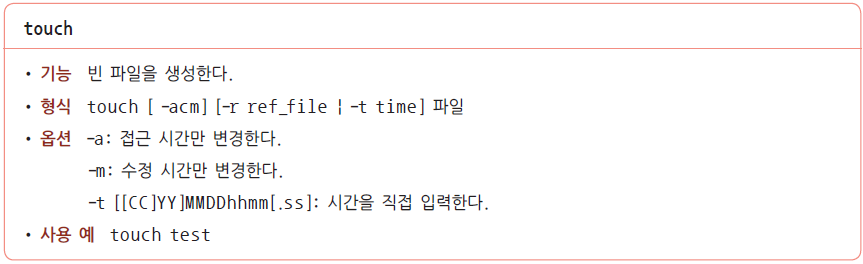 touch
• 기능 빈 파일을 생성한다.
• 형식 touch [ -acm] [-r ref_file | -t time] 파일
• 옵션 -a: 접근 시간만 변경한다.
-m: 수정 시간만 변경한다.
-t [[CC]YY]MMDDhhmm[.ss]: 시간을 직접 입력한다.
• 사용 예 touch test